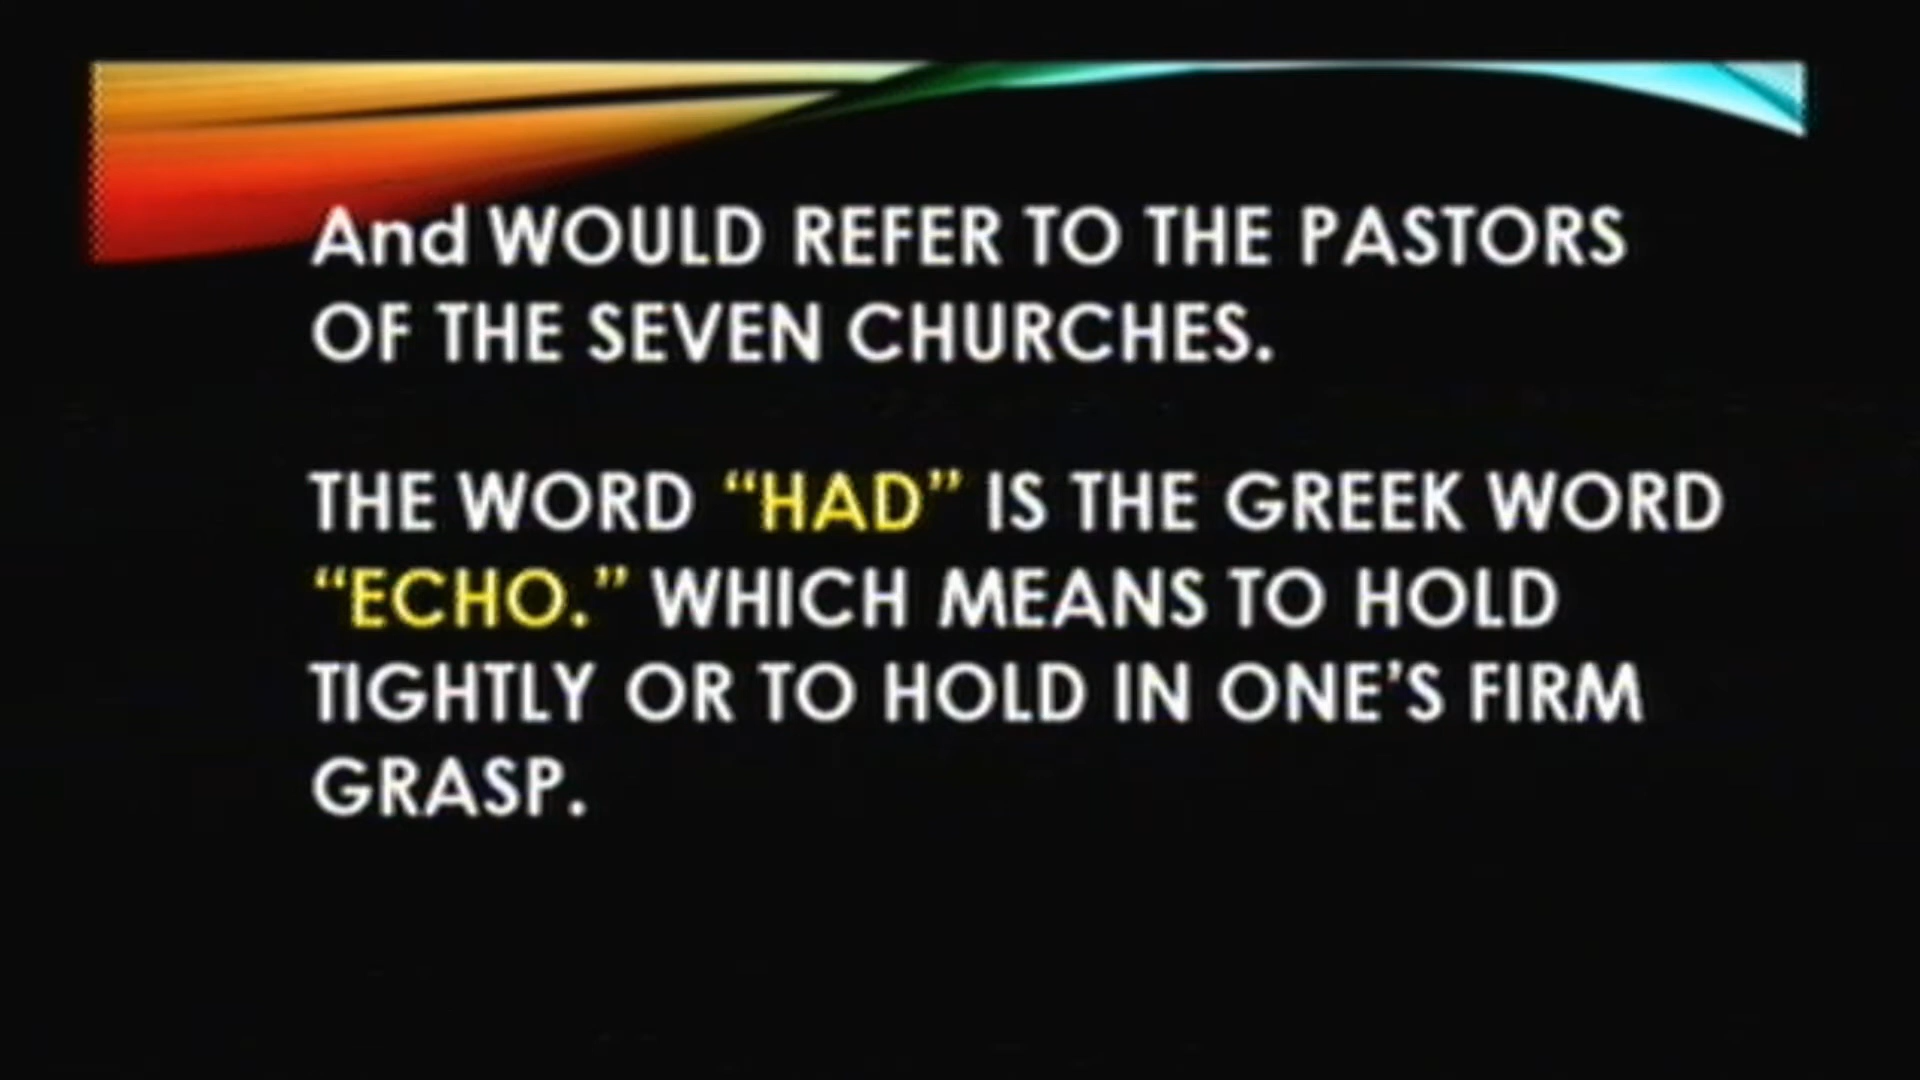 And WOULD REFER TO THE PASTORS
OF THE SEVEN CHURCHES.
THE WORD “HAD” IS THE GREEK WORD
“ECHO.” WHICH MEANS TO HOLD
TIGHTLY OR TO HOLD IN ONE’S FIRM
GRASP.